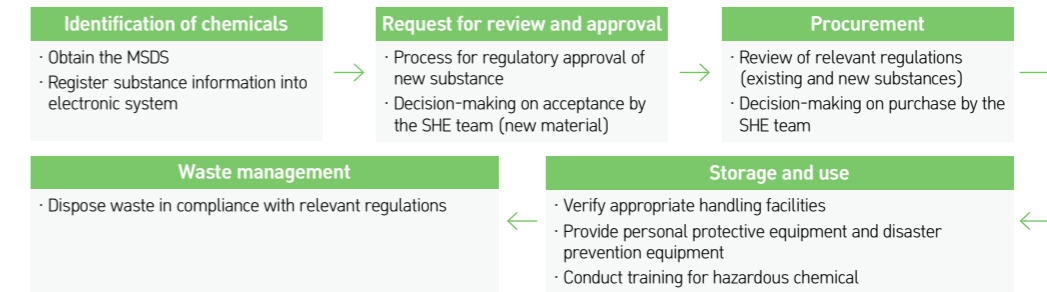 Identification of chemicals
· Obtain the MSDS
· Register substance information into
electronic system
Request for review and approval
· Process for regulatory approval of
new substance
· Decision-making on acceptance by
the SHE team (new material)
Procurement
· Review of relevant regulations
(existing and new substances)
· Decision-making on purchase by the
SHE team
Waste management
· Dispose waste in compliance with relevant regulations
Storage and use
· Verify appropriate handling facilities
· Provide personal protective equipment and disaster
prevention equipment
· Conduct training for hazardous chemical